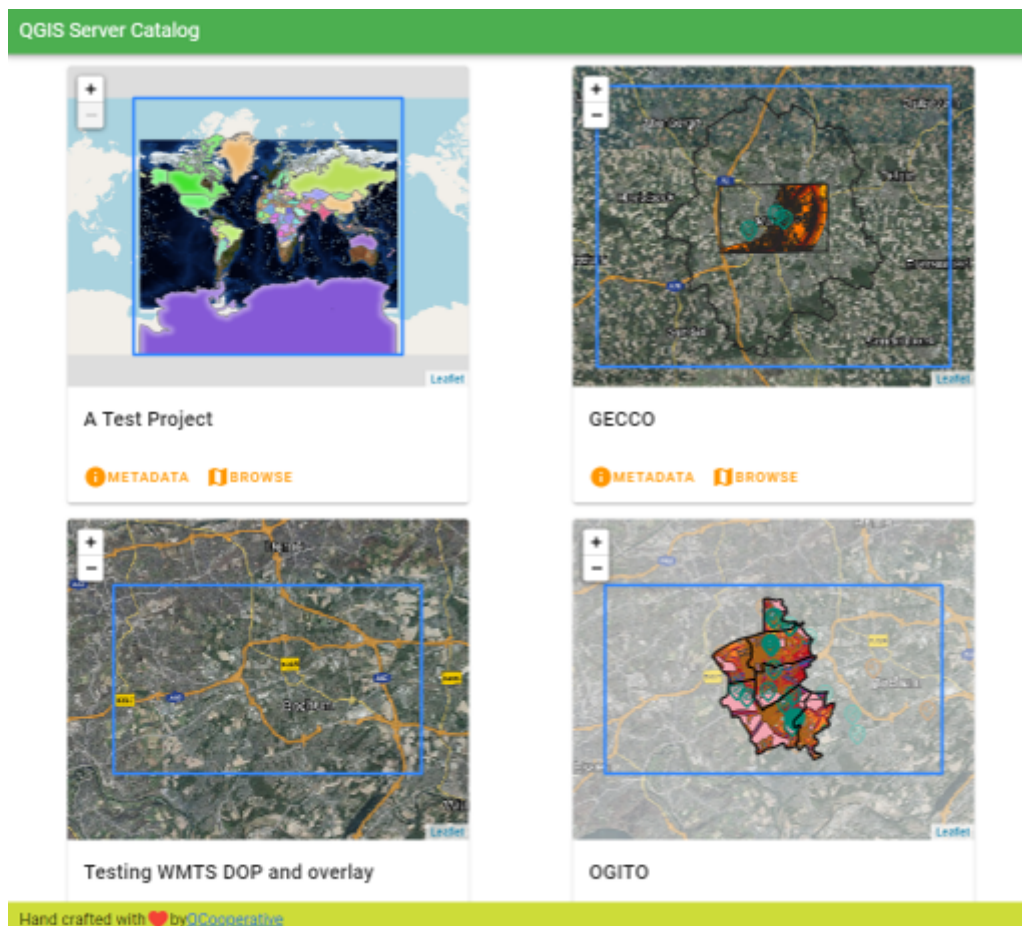 QGIS Server Catalog
+
−
Leaflet
A Test Project
METADATA BROWSE
+
−
Leaflet
GECCO
METADATA BROWSE
+
−
Leaflet
Testing WMTS DOP and overlay
+
−
Leaflet
OGITO
Hand crafted with by QCooperative